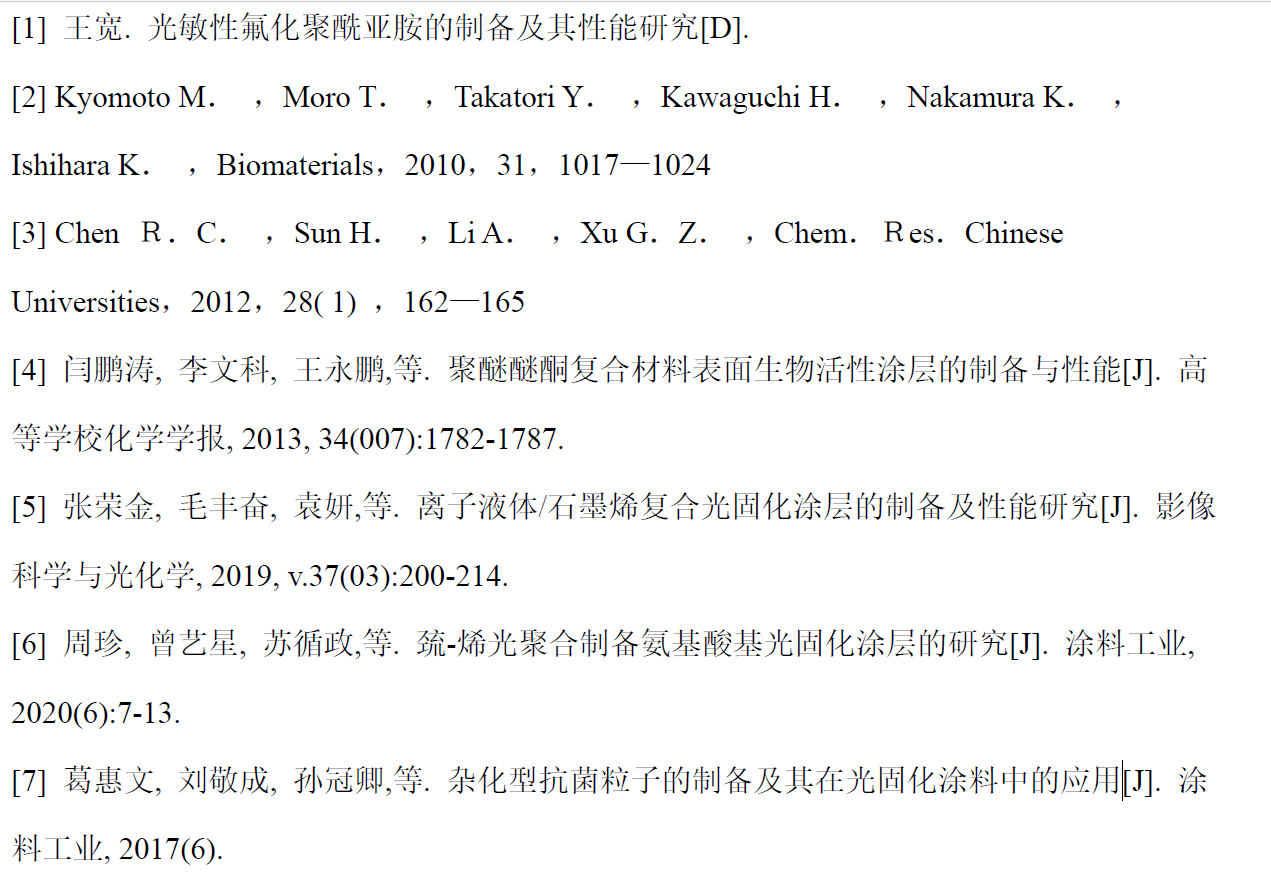 [1] 王宽. 光敏性氟化聚酰亚胺的制备及其性能研究[D].
[2] Kyomoto M． ，Moro T． ，Takatori Y． ，Kawaguchi H． ，Nakamura K． ，
Ishihara K． ，Biomaterials，2010，31，1017—1024
[3] Chen Ｒ．C． ，Sun H． ，Li A． ，Xu G．Z． ，Chem．Ｒes．Chinese
Universities，2012，28( 1) ，162—165
[4] 闫鹏涛, 李文科, 王永鹏,等. 聚醚醚酮复合材料表面生物活性涂层的制备与性能[J]. 高
等学校化学学报, 2013, 34(007):1782-1787.
[5] 张荣金, 毛丰奋, 袁妍,等. 离子液体/石墨烯复合光固化涂层的制备及性能研究[J]. 影像
科学与光化学, 2019, v.37(03):200-214.
[6] 周珍, 曾艺星, 苏循政,等. 巯-烯光聚合制备氨基酸基光固化涂层的研究[J]. 涂料工业,
2020(6):7-13.
[7] 葛惠文, 刘敬成, 孙冠卿,等. 杂化型抗菌粒子的制备及其在光固化涂料中的应用[J]. 涂
料工业, 2017(6).